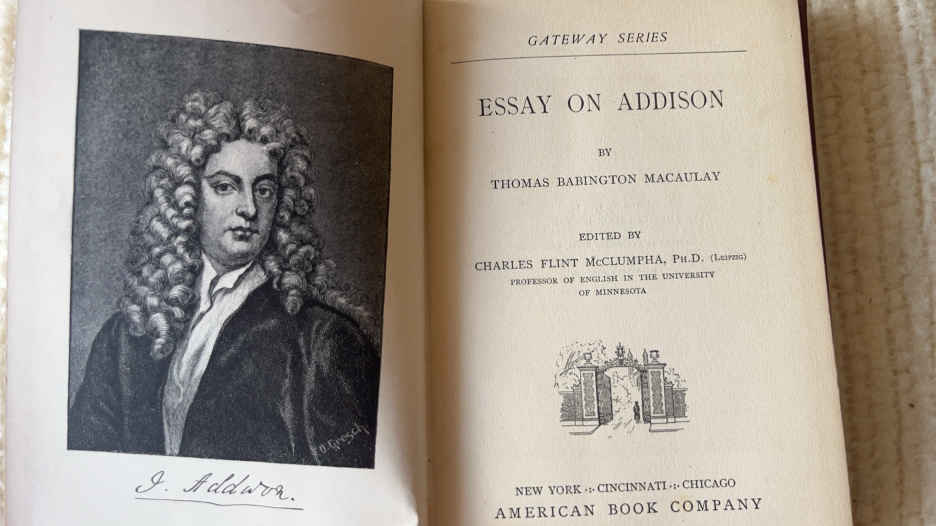 D. Grosch
J. Addison.
GATEWAY SERIES
ESSAY ON ADDISON
BY
THOMAS BABINGTON MACAULAY
EDITED BY
CHARLES FLINT McCLUMPHA, Ph.D. (Leipzig)
PROFESSOR OF ENGLISH IN THE UNIVERSITY
OF MINNESOTA
NEW YORK ·:· CINCINNATI ·:· CHICAGO
AMERICAN BOOK COMPANY